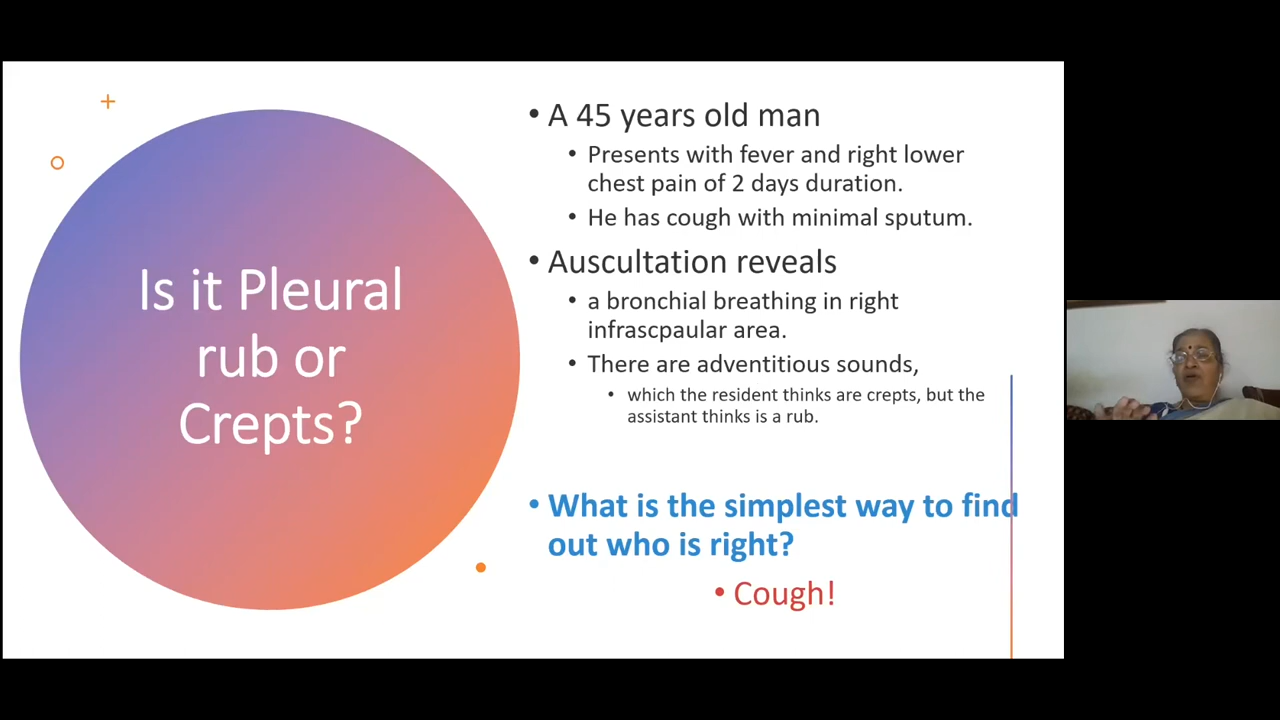 Is it Pleural
rub or
Crepts?
• A 45 years old man
• Presents with fever and right lower
chest pain of 2 days duration.
• He has cough with minimal sputum.
• Auscultation reveals
• a bronchial breathing in right
infrascpaular area.
• There are adventitious sounds,
• which the resident thinks are crepts, but the
assistant thinks is a rub.
• What is the simplest way to find
out who is right?
• Cough!